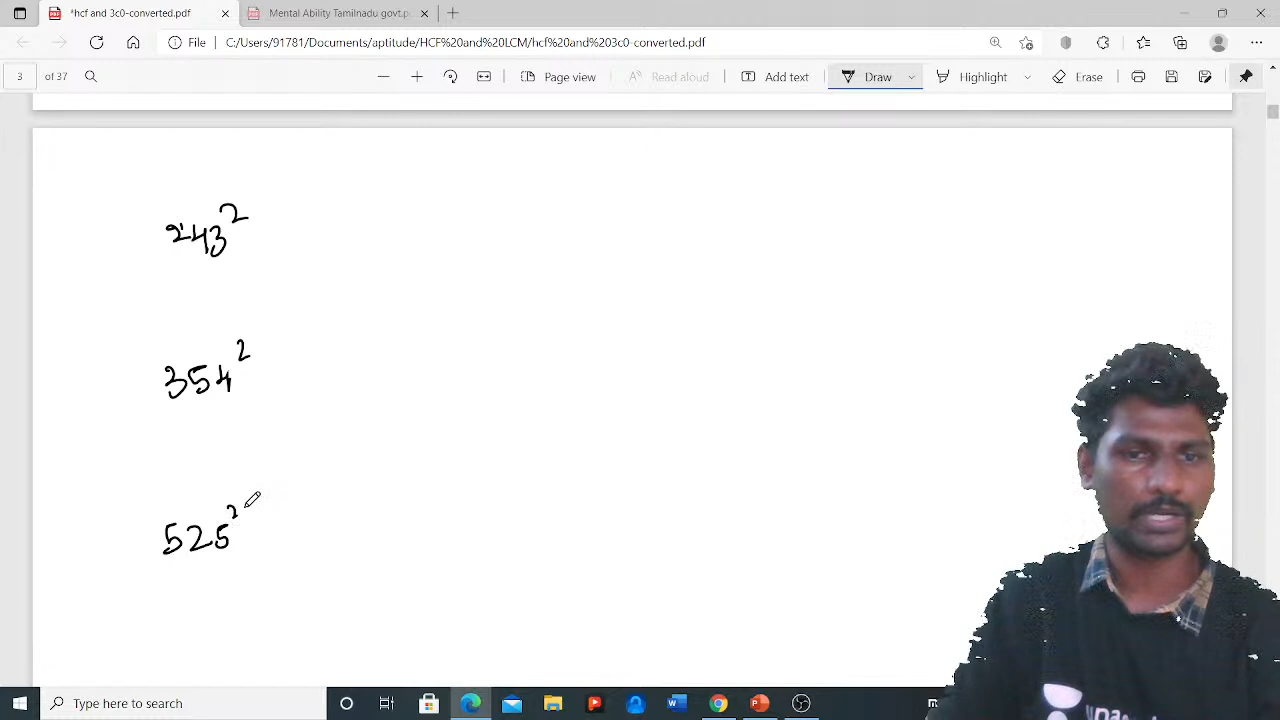 *hcf and 3c0-converted.pdf
Mental Ability Tamilnadu govt.p
File C:/Users/91781/Documents/aptitude/HCF%20and%20LCM/hcf%20and%203c0-converted.pdf
3 of 37 Page view Read aloud Add text Draw Highlight Erase
243²
354²
525²
Type here to search